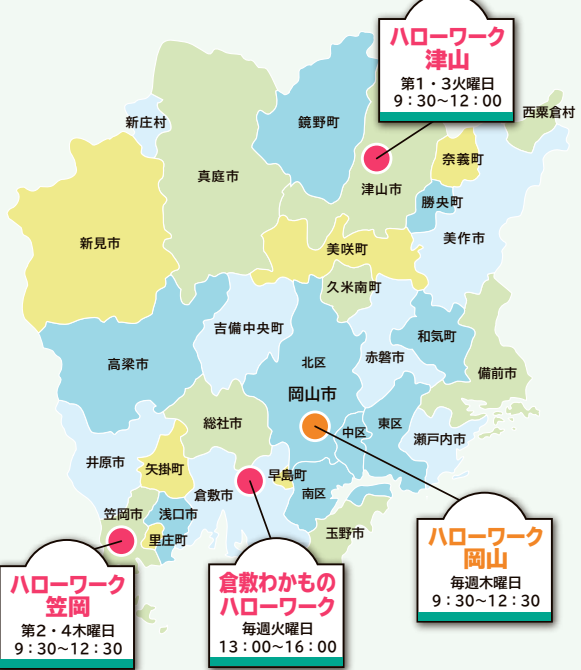 ハローワーク
津山
第1・3火曜日
9：30～12：00
西粟倉村
新庄村
鏡野町
真庭市
奈義町
津山市
勝央町
美作市
新見市
美咲町
久米南町
吉備中央町
和気町
高梁市
北区
赤磐市
備前市
岡山市
総社市
中区
東区
瀬戸内市
井原市
矢掛町
早島町
倉敷市
南区
笠岡市
浅口市
里庄町
玉野市
ハローワーク
笠岡
第2・4木曜日
9：30～12：30
倉敷わかもの
ハローワーク
毎週火曜日
13：00～16：00
ハローワーク
岡山
毎週木曜日
9：30～12：30